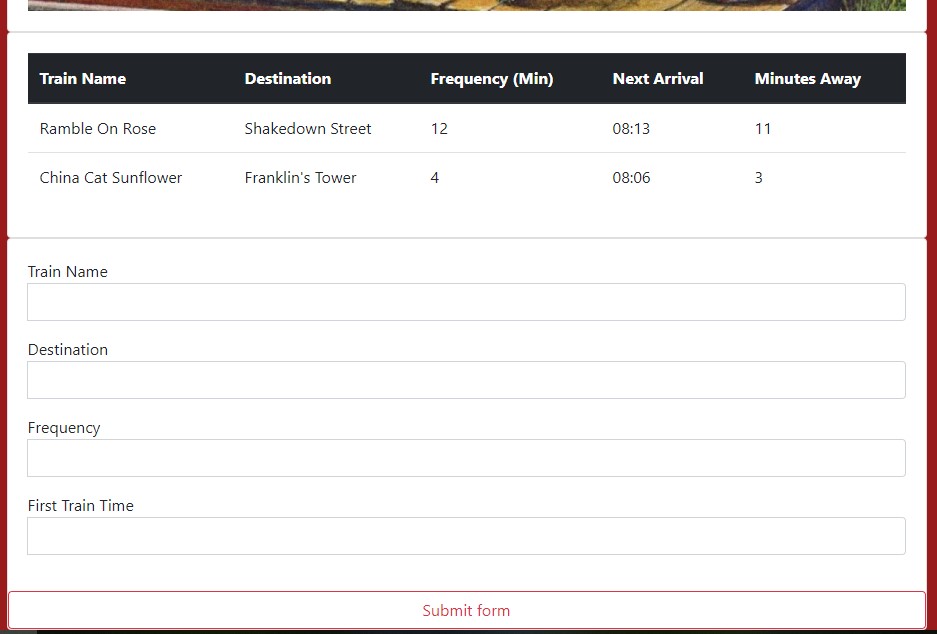 Train Name Destination Frequency (Min) Next Arrival Minutes Away
Ramble On Rose Shakedown Street 12 08:13 11
China Cat Sunflower Franklin's Tower 4 08:06 3
Train Name
Destination
Frequency
First Train Time
Submit form